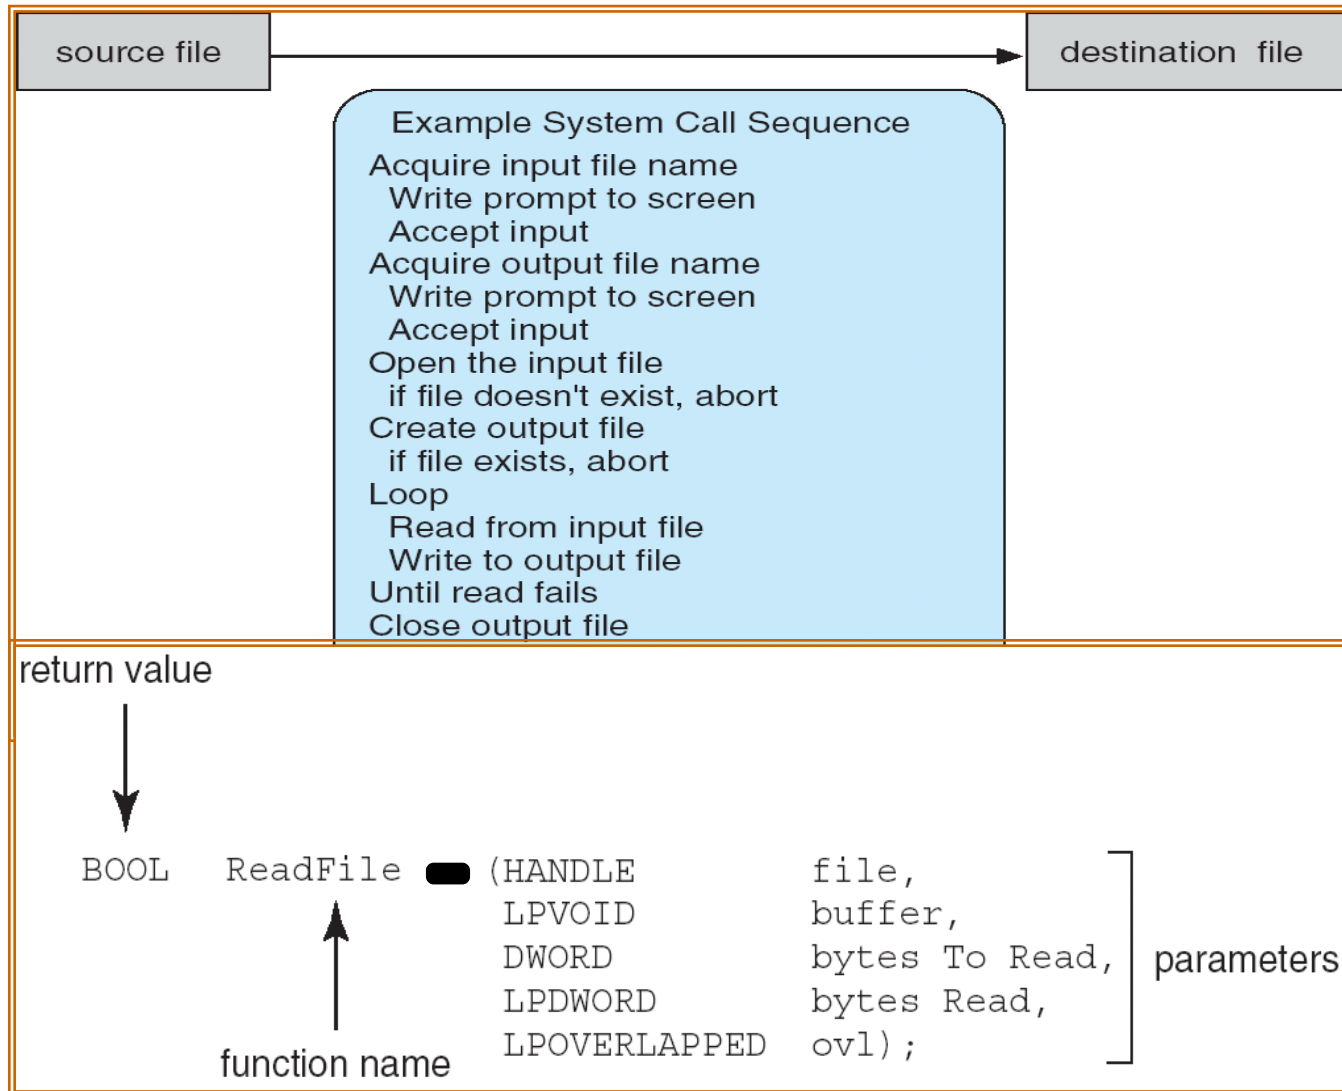 source file
destination file
Example System Call Sequence
Acquire input file name
Write prompt to screen
Accept input
Acquire output file name
Write prompt to screen
Accept input
Open the input file
if file doesn't exist, abort
Create output file
if file exists, abort
Loop
Read from input file
Write to output file
Until read fails
Close output file
return value
BOOL ReadFile (HANDLE file,
LPVOID buffer,
DWORD bytes To Read,
LPDWORD bytes Read,
LPOVERLAPPED ovl);
parameters
function name